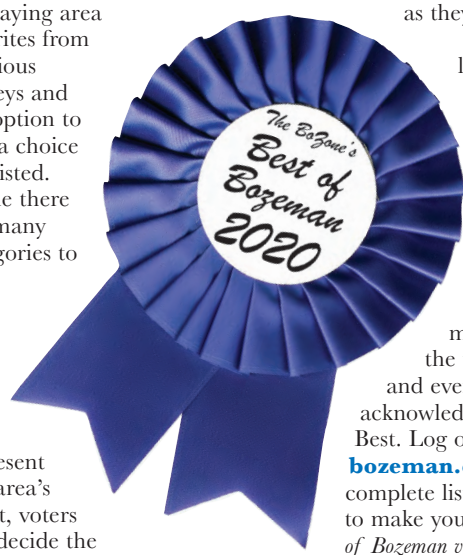 aying area
rites from
ious
eys and
option to
a choice
isted.
e there
many
gories to
esent
area's
t, voters
decide the
The BoZone's
Best of
Bozeman
2020
as they
l
m
the
and eve
acknowled
Best. Log o
bozeman.
complete lis
to make you
of Bozeman v